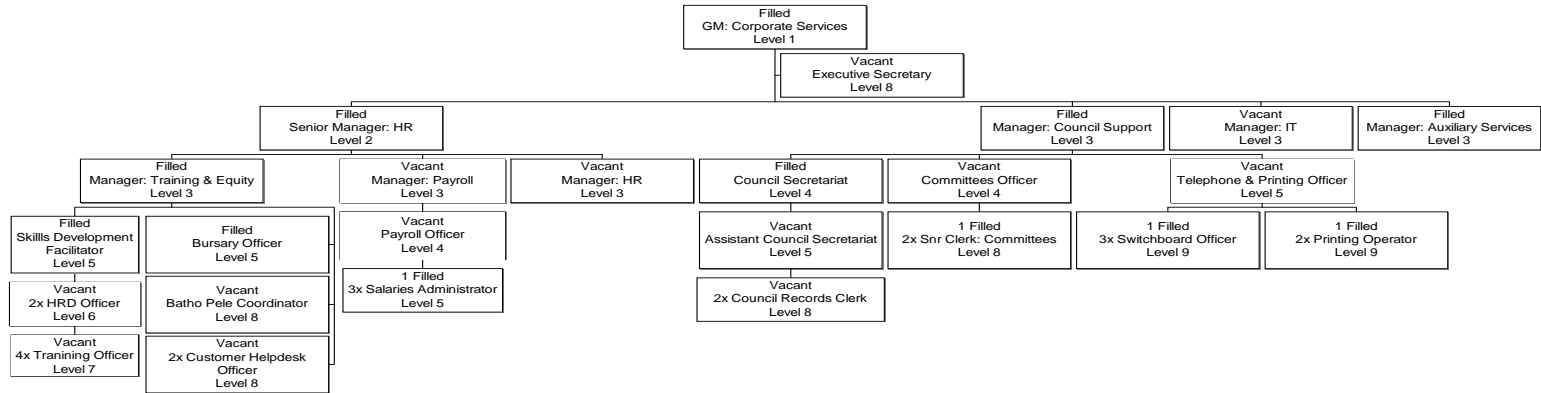 Filled
GM: Corporate Services
Level 1
Vacant
Executive Secretary
Level 8
Filled
Senior Manager: HR
Level 2
Filled
Manager: Council Support
Level 3
Vacant
Manager: IT
Level 3
Filled
Manager: Auxiliary Services
Level 3
Filled
Manager: Training & Equity
Level 3
Vacant
Manager: Payroll
Level 3
Vacant
Manager: HR
Level 3
Filled
Council Secretariat
Level 4
Vacant
Committees Officer
Level 4
Vacant
Telephone & Printing Officer
Level 5
Filled
Skillls Development
Facilitator
Level 5
Filled
Bursary Officer
Level 5
Vacant
Payroll Officer
Level 4
Vacant
Assistant Council Secretariat
Level 5
1 Filled
2x Snr Clerk: Committees
Level 8
1 Filled
3x Switchboard Officer
Level 9
1 Filled
2x Printing Operator
Level 9
Vacant
2x HRD Officer
Level 6
Vacant
Batho Pele Coordinator
Level 8
1 Filled
3x Salaries Administrator
Level 5
Vacant
2x Council Records Clerk
Level 8
Vacant
4x Tranining Officer
Level 7
Vacant
2x Customer Helpdesk
Officer
Level 8